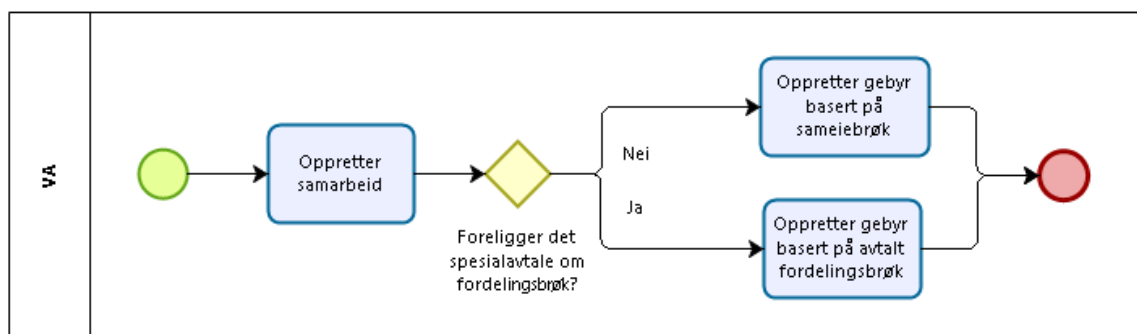 VA
Oppretter
samarbeid
Foreligger det
spesialavtale om
fordelingsbrøk?
Nei
Ja
Oppretter gebyr
basert på
sameiebrøk
Oppretter gebyr
basert på avtalt
fordelingsbrøk